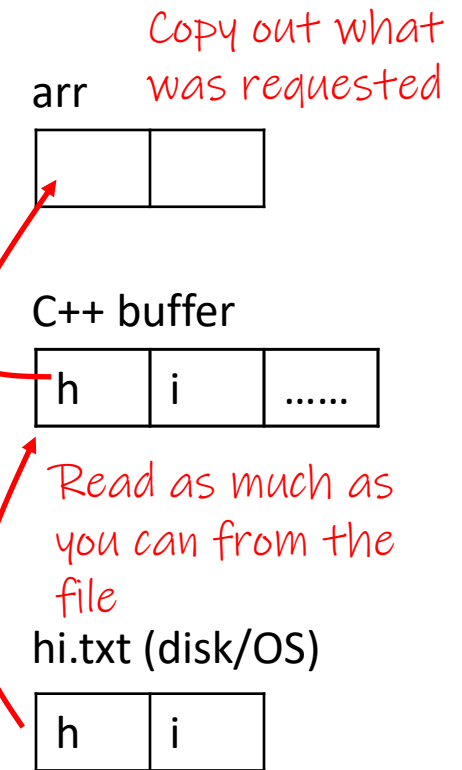 Copy out what
was requested
arr
C++ buffer
h i ......
Read as much as
you can from the
file
hi.txt (disk/OS)
h i